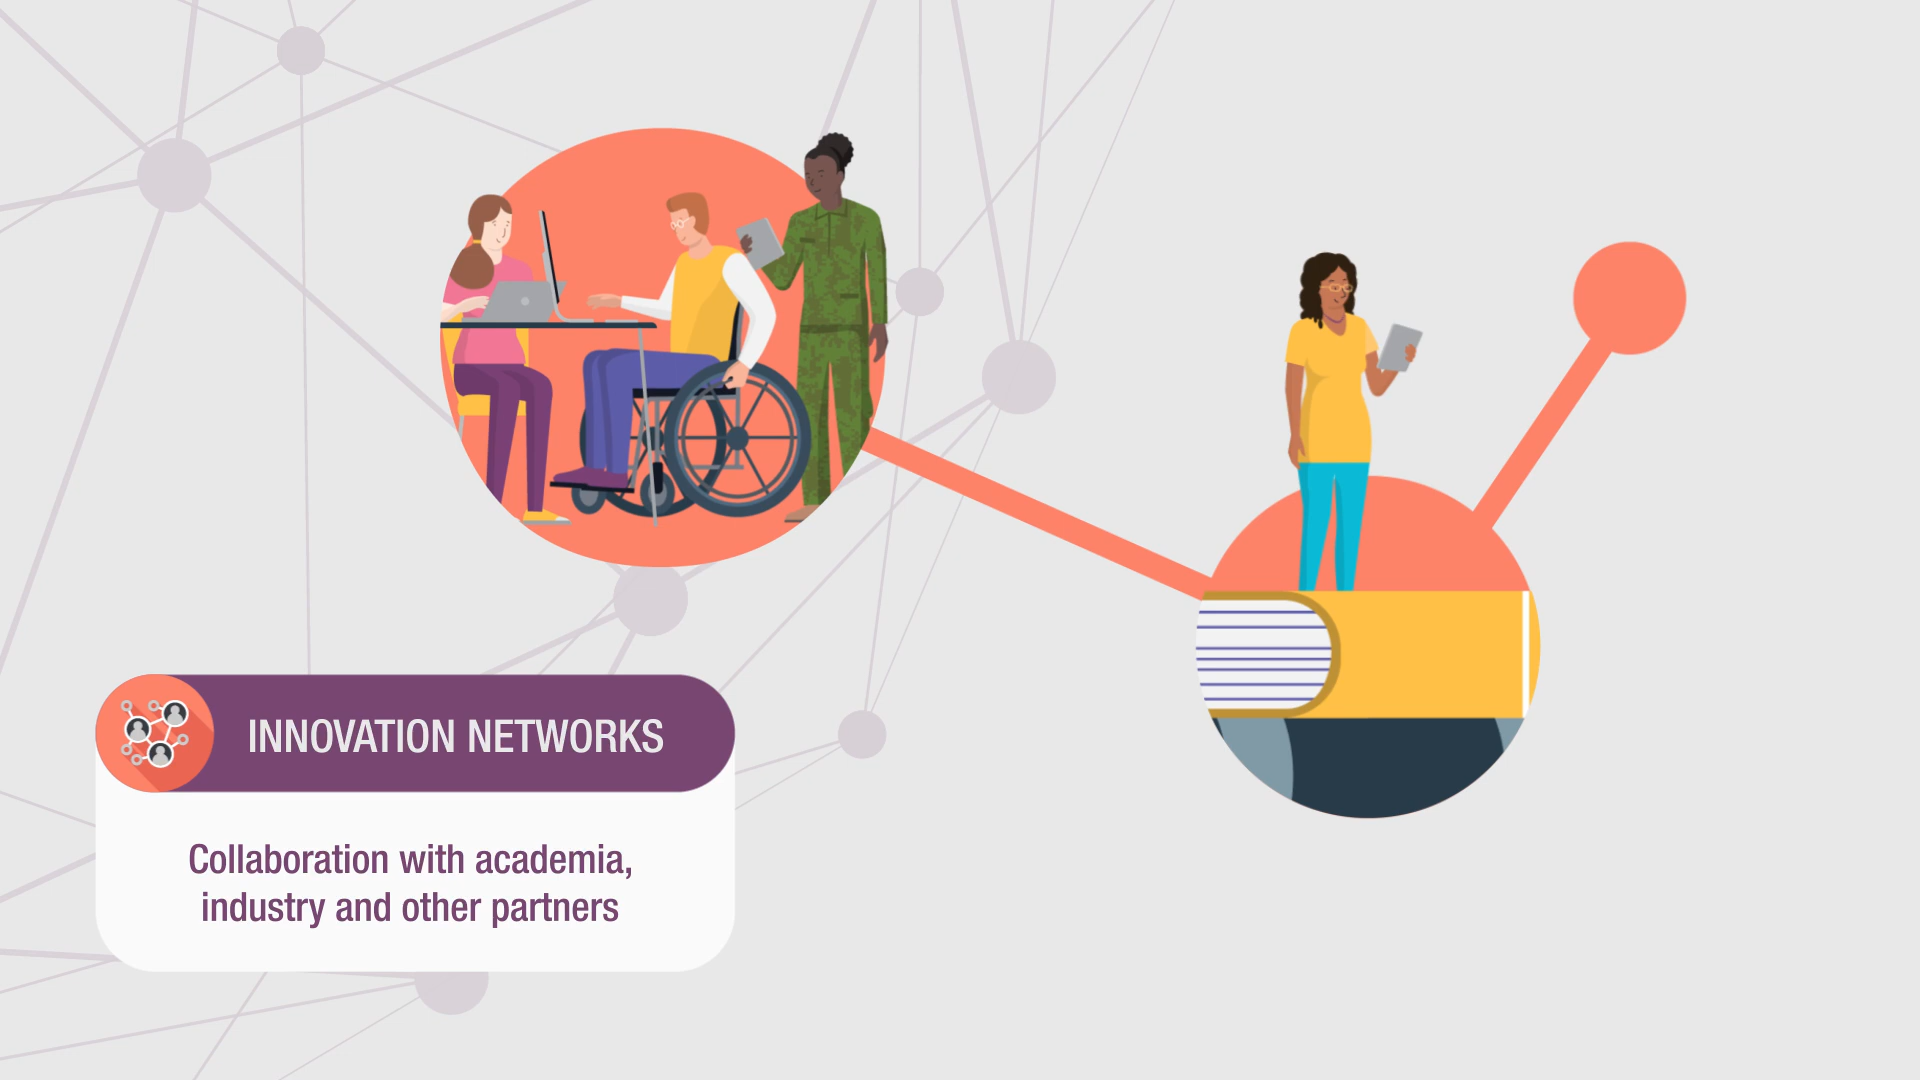 INNOVATION NETWORKS
Collaboration with academia,
industry and other partners